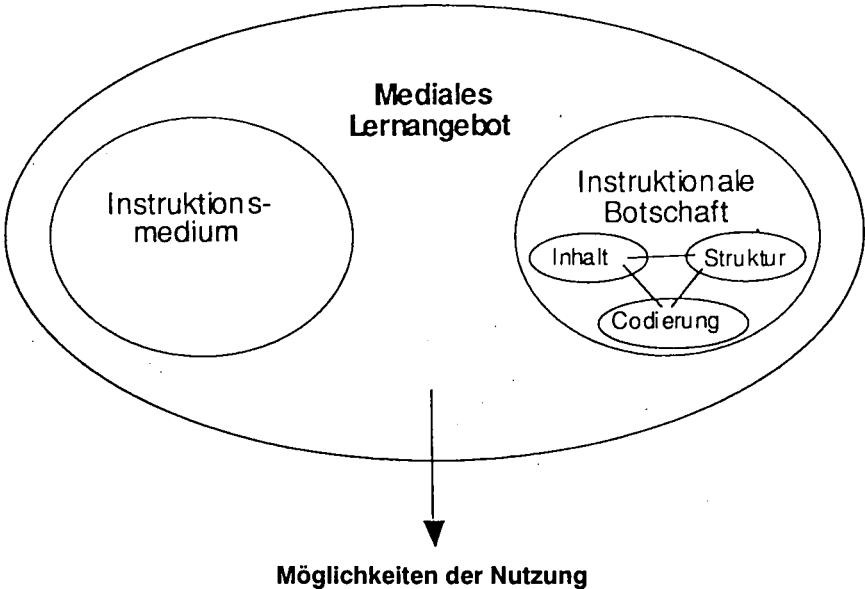 Mediales
Lernangebot
Instruktions-
medium
Instruktionale
Botschaft
Inhalt
Struktur
Codierung
Möglichkeiten der Nutzung